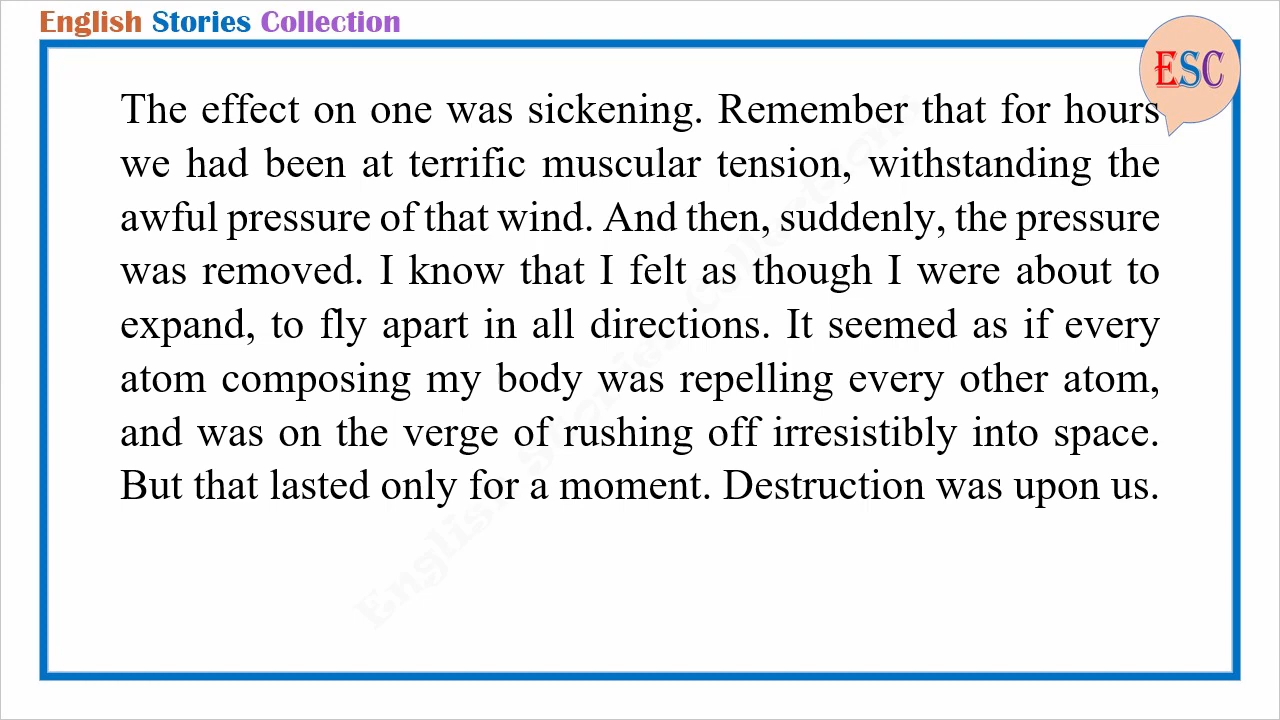 English Stories Collection
ESC
The effect on one was sickening. Remember that for hours
we had been at terrific muscular tension, withstanding the
awful pressure of that wind. And then, suddenly, the pressure
was removed. I know that I felt as though I were about to
expand, to fly apart in all directions. It seemed as if every
atom composing my body was repelling every other atom,
and was on the verge of rushing off irresistibly into space.
But that lasted only for a moment. Destruction was upon us.
English Stories Collections